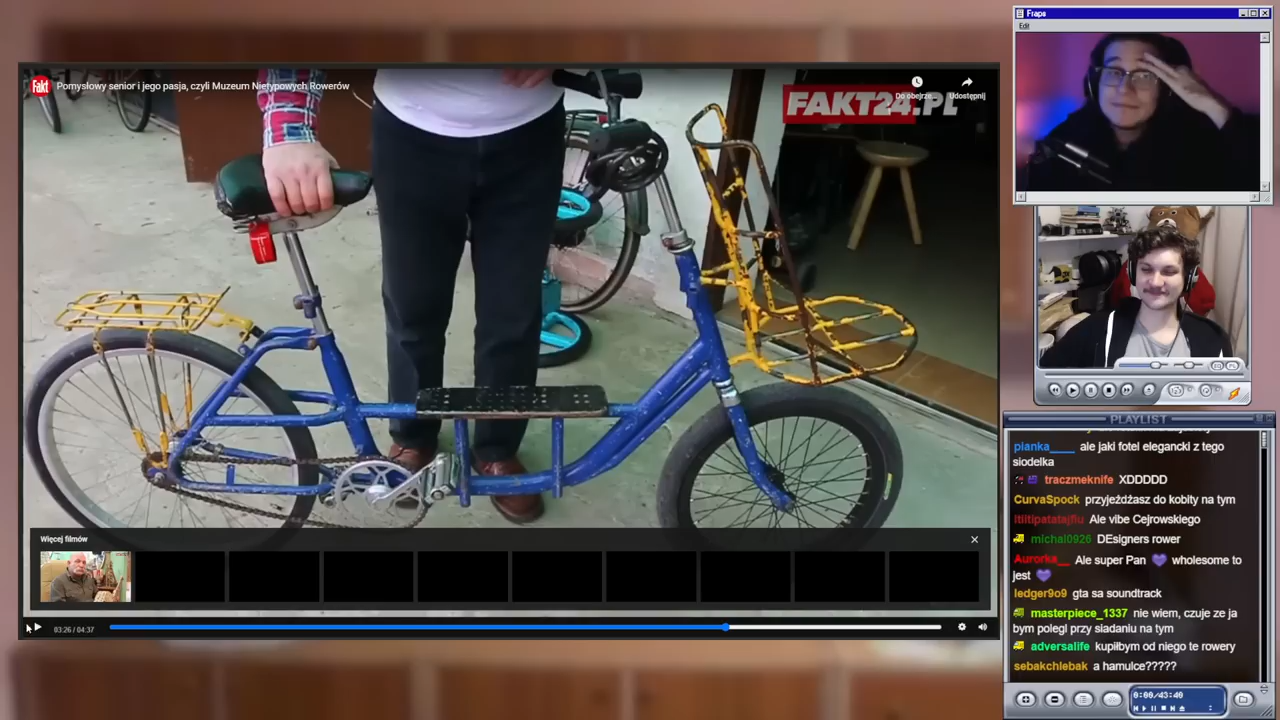 Fakt
Pomysłowy senior i jego pasja, czyli Muzeum Nietypowych Rowerów
Do obejrze...
Udostępnij
FAKT24.PL
Więcej filmów
03:26 / 04:37
Fraps
Edit
PLAYLIST
pianka____ ale jaki fotel elegancki z tego
siodelka
traczmeknife XDDDDD
CurvaSpock przyjeźdźasz do kobity na tym
Ale vibe Cejrowskiego
michal0926 DEsigners rower
Aurorka__ Ale super Pan 💜 wholesome to
jest 💜
ledger9o9 gta sa soundtrack
masterpiece_1337 nie wiem, czuje ze ja
bym polegl przy siadaniu na tym
adversalife kupiłbym od niego te rowery
sebakchlebak a hamulce?????
0:00/43:40